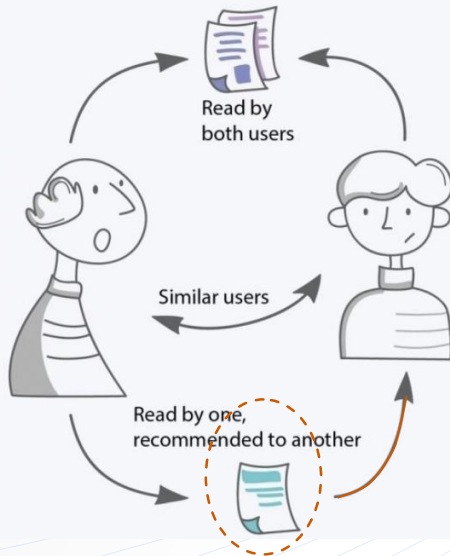 Read by
both users
Similar users
Read by one,
recommended to another